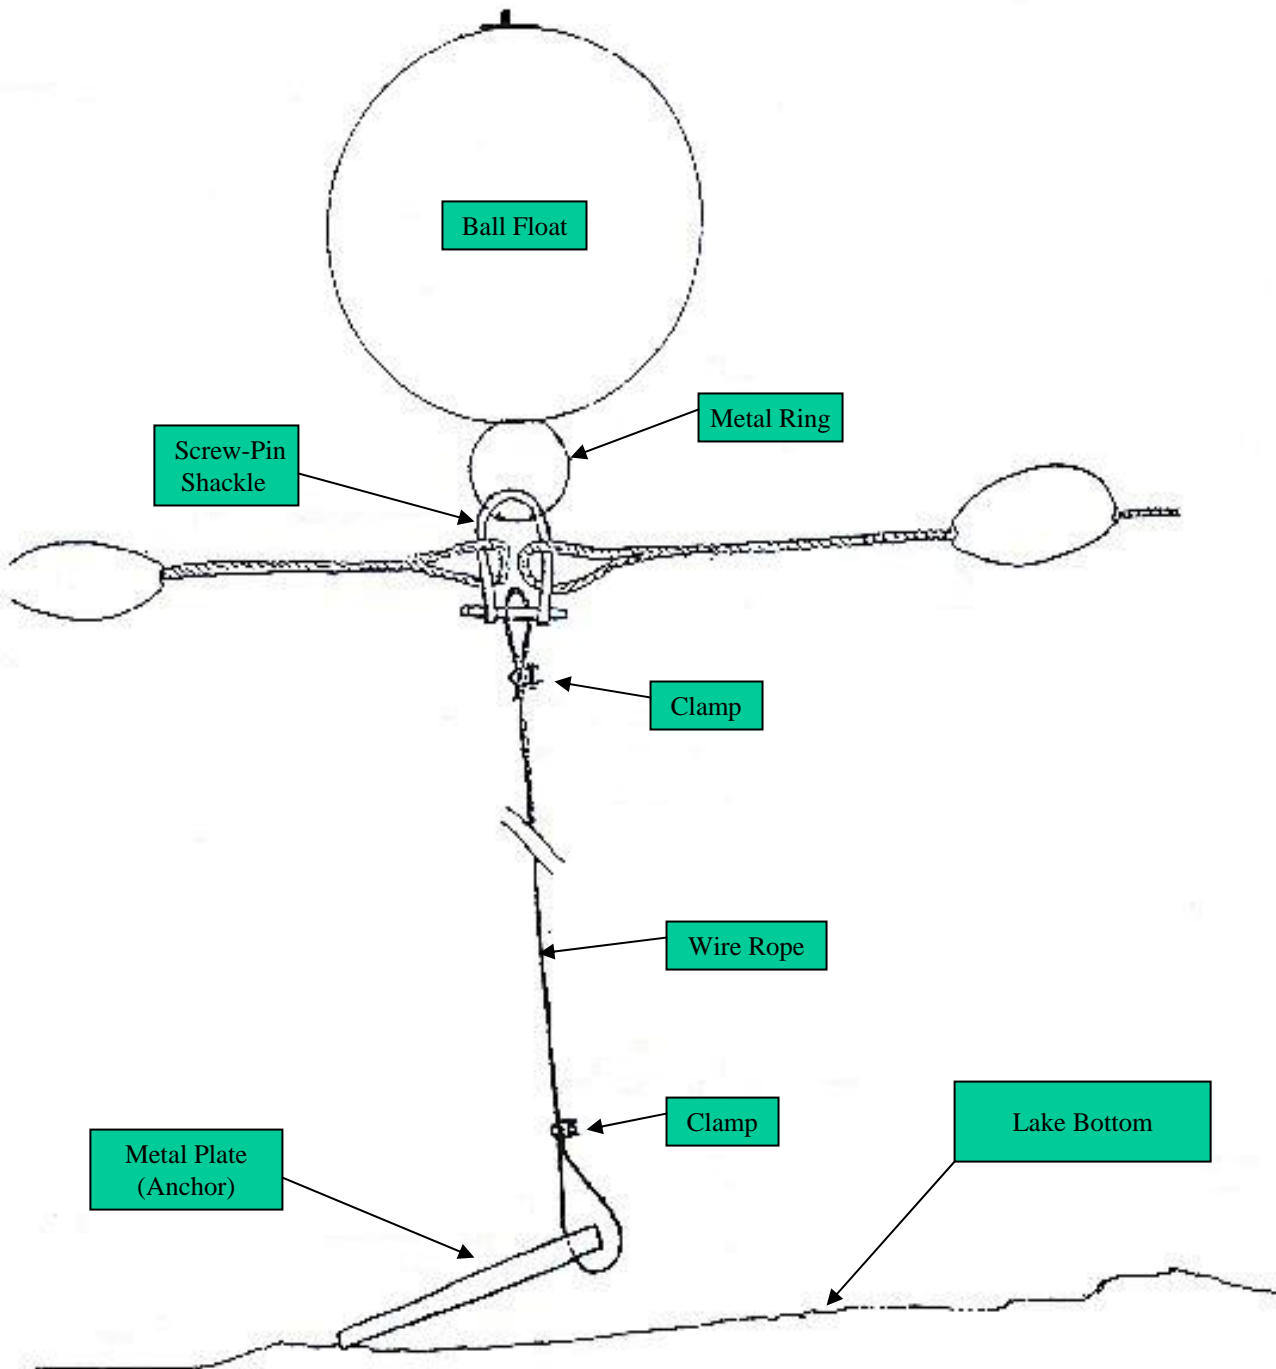 Ball Float
Metal Ring
Screw-Pin
Shackle
Clamp
Wire Rope
Clamp
Lake Bottom
Metal Plate
(Anchor)